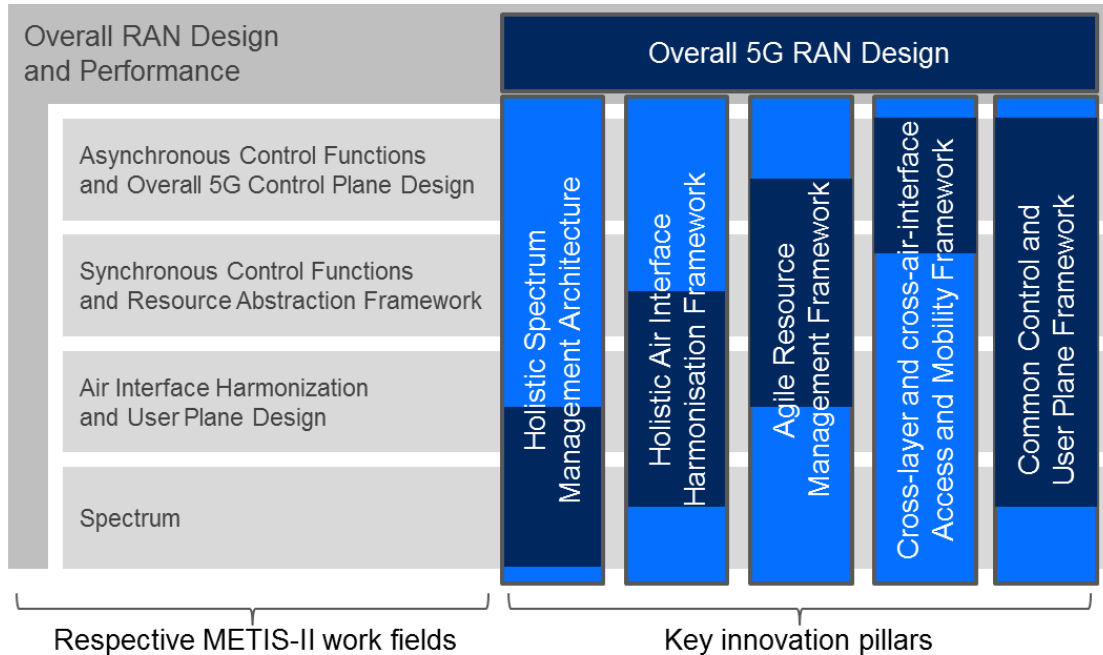 Overall RAN Design
and Performance
Overall 5G RAN Design
Asynchronous Control Functions
and Overall 5G Control Plane Design
Synchronous Control Functions
and Resource Abstraction Framework
Air Interface Harmonization
and User Plane Design
Spectrum
Holistic Spectrum
Management Architecture
Holistic Air Interface
Harmonisation Framework
Agile Resource
Management Framework
Cross-layer and cross-air-interface
Access and Mobility Framework
Common Control and
User Plane Framework
Respective METIS-II work fields
Key innovation pillars